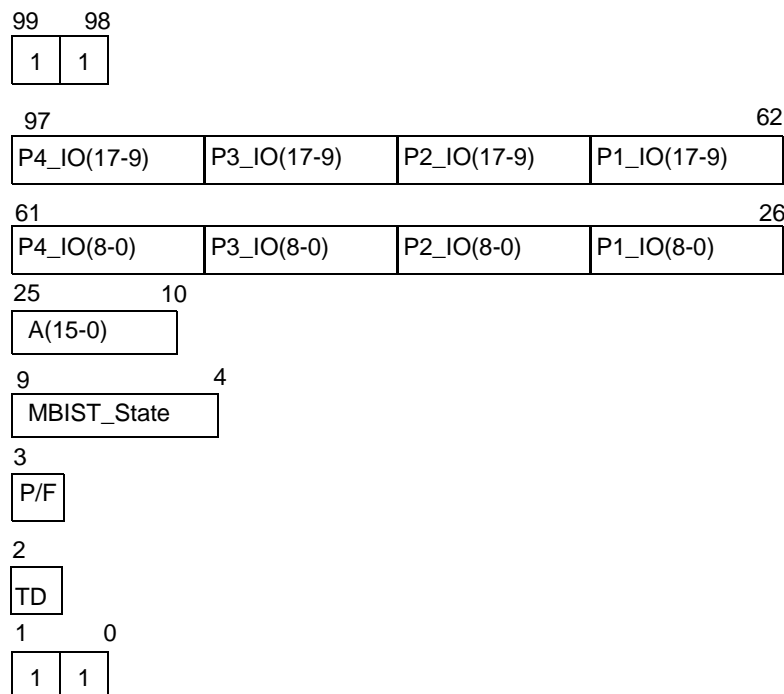 99 98
1 1
97 62
P4_IO(17-9) P3_IO(17-9) P2_IO(17-9) P1_IO(17-9)
61 26
P4_IO(8-0) P3_IO(8-0) P2_IO(8-0) P1_IO(8-0)
25 10
A(15-0)
9 4
MBIST_State
3
P/F
2
TD
1 0
1 1